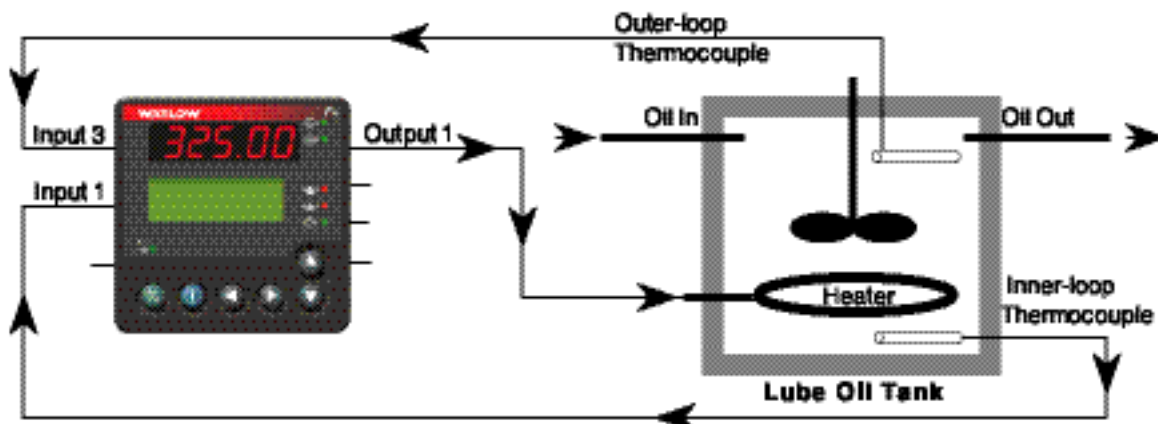 Outer-loop
Thermocouple
WATLOW
325.00
Input 3
Output 1
Input 1
Oil In
Oil Out
Heater
Inner-loop
Thermocouple
Lube Oil Tank